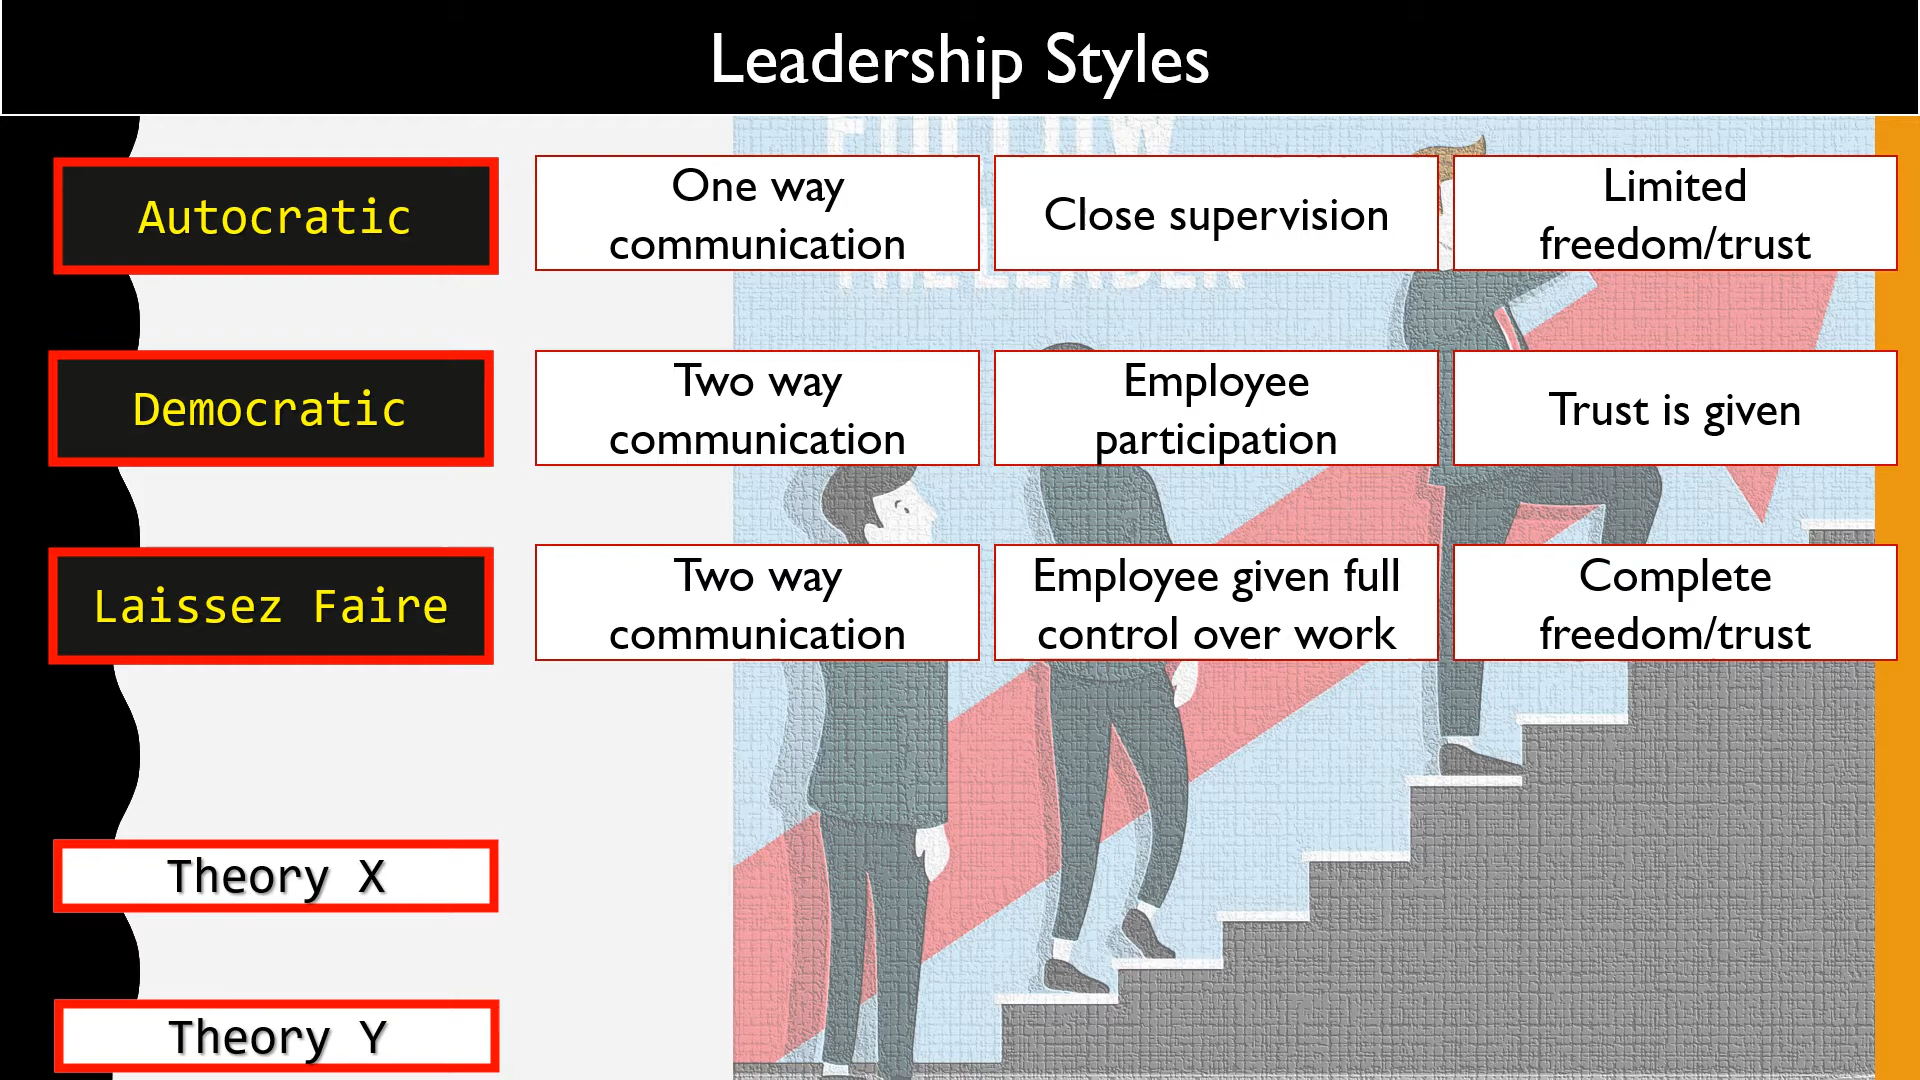 Leadership Styles
Autocratic
One way
communication
Close supervision
Limited
freedom/trust
Democratic
Two way
communication
Employee
participation
Trust is given
Laissez Faire
Two way
communication
Employee given full
control over work
Complete
freedom/trust
Theory X
Theory Y